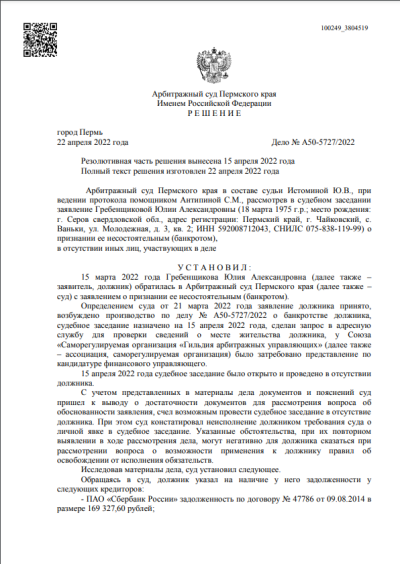 100249_3804519
Арбитражный суд Пермского края
Именем Российской Федерации
Р Е Ш Е Н И Е
город Пермь
22 апреля 2022 года Дело № А50-5727/2022
Резолютивная часть решения вынесена 15 апреля 2022 года
Полный текст решения изготовлен 22 апреля 2022 года
Арбитражный суд Пермского края в составе судьи Истоминой Ю.В., при
ведении протокола помощником Антипиной С.М., рассмотрев в судебном заседании
заявление Гребенщиковой Юлии Александровны (18 марта 1975 г.р.; место рождения:
г. Серов свердловской обл., адрес регистрации: Пермский край, г. Чайковский, с.
Ваньки, ул. Молодежная, д. 3, кв. 2; ИНН 592008712043, СНИЛС 075-838-119-99) о
признании ее несостоятельным (банкротом),
в отсутствии иных лиц, участвующих в деле
У С Т А Н О В И Л :
15 марта 2022 года Гребенщикова Юлия Александровна (далее также –
заявитель, должник) обратилась в Арбитражный суд Пермского края (далее также –
суд) с заявлением о признании ее несостоятельным (банкротом).
Определением суда от 21 марта 2022 года заявление должника принято,
возбуждено производство по делу № А50-5727/2022 о банкротстве должника,
судебное заседание назначено на 15 апреля 2022 года, сделан запрос в адресную
службу для проверки сведений о месте жительства должника, у Союза
«Саморегулируемая организация «Гильдия арбитражных управляющих» (далее также
– ассоциация, саморегулируемая организация) было затребовано представление по
кандидатуре финансового управляющего.
15 апреля 2022 года судебное заседание было открыто и проведено в отсутствие
должника.
С учетом представленных в материалы дела документов и пояснений суд
пришел к выводу о достаточности документов для рассмотрения вопроса об
обоснованности заявления, счел возможным провести судебное заседание в отсутствие
должника. При этом суд констатировал неисполнение должником требования суда о
личной явке в судебное заседание. Указанные обстоятельства, при их повторном
выявлении в ходе рассмотрения дела, могут негативно для должника сказаться при
рассмотрении вопроса о возможности применения к должнику правил об
освобождении от исполнения обязательств.
Исследовав материалы дела, суд установил следующее.
Обращаясь в суд, должник указал на наличие у него задолженности у
следующих кредиторов:
- ПАО «Сбербанк России» задолженность по договору № 47786 от 09.08.2014 в
размере 169 327,60 рублей;